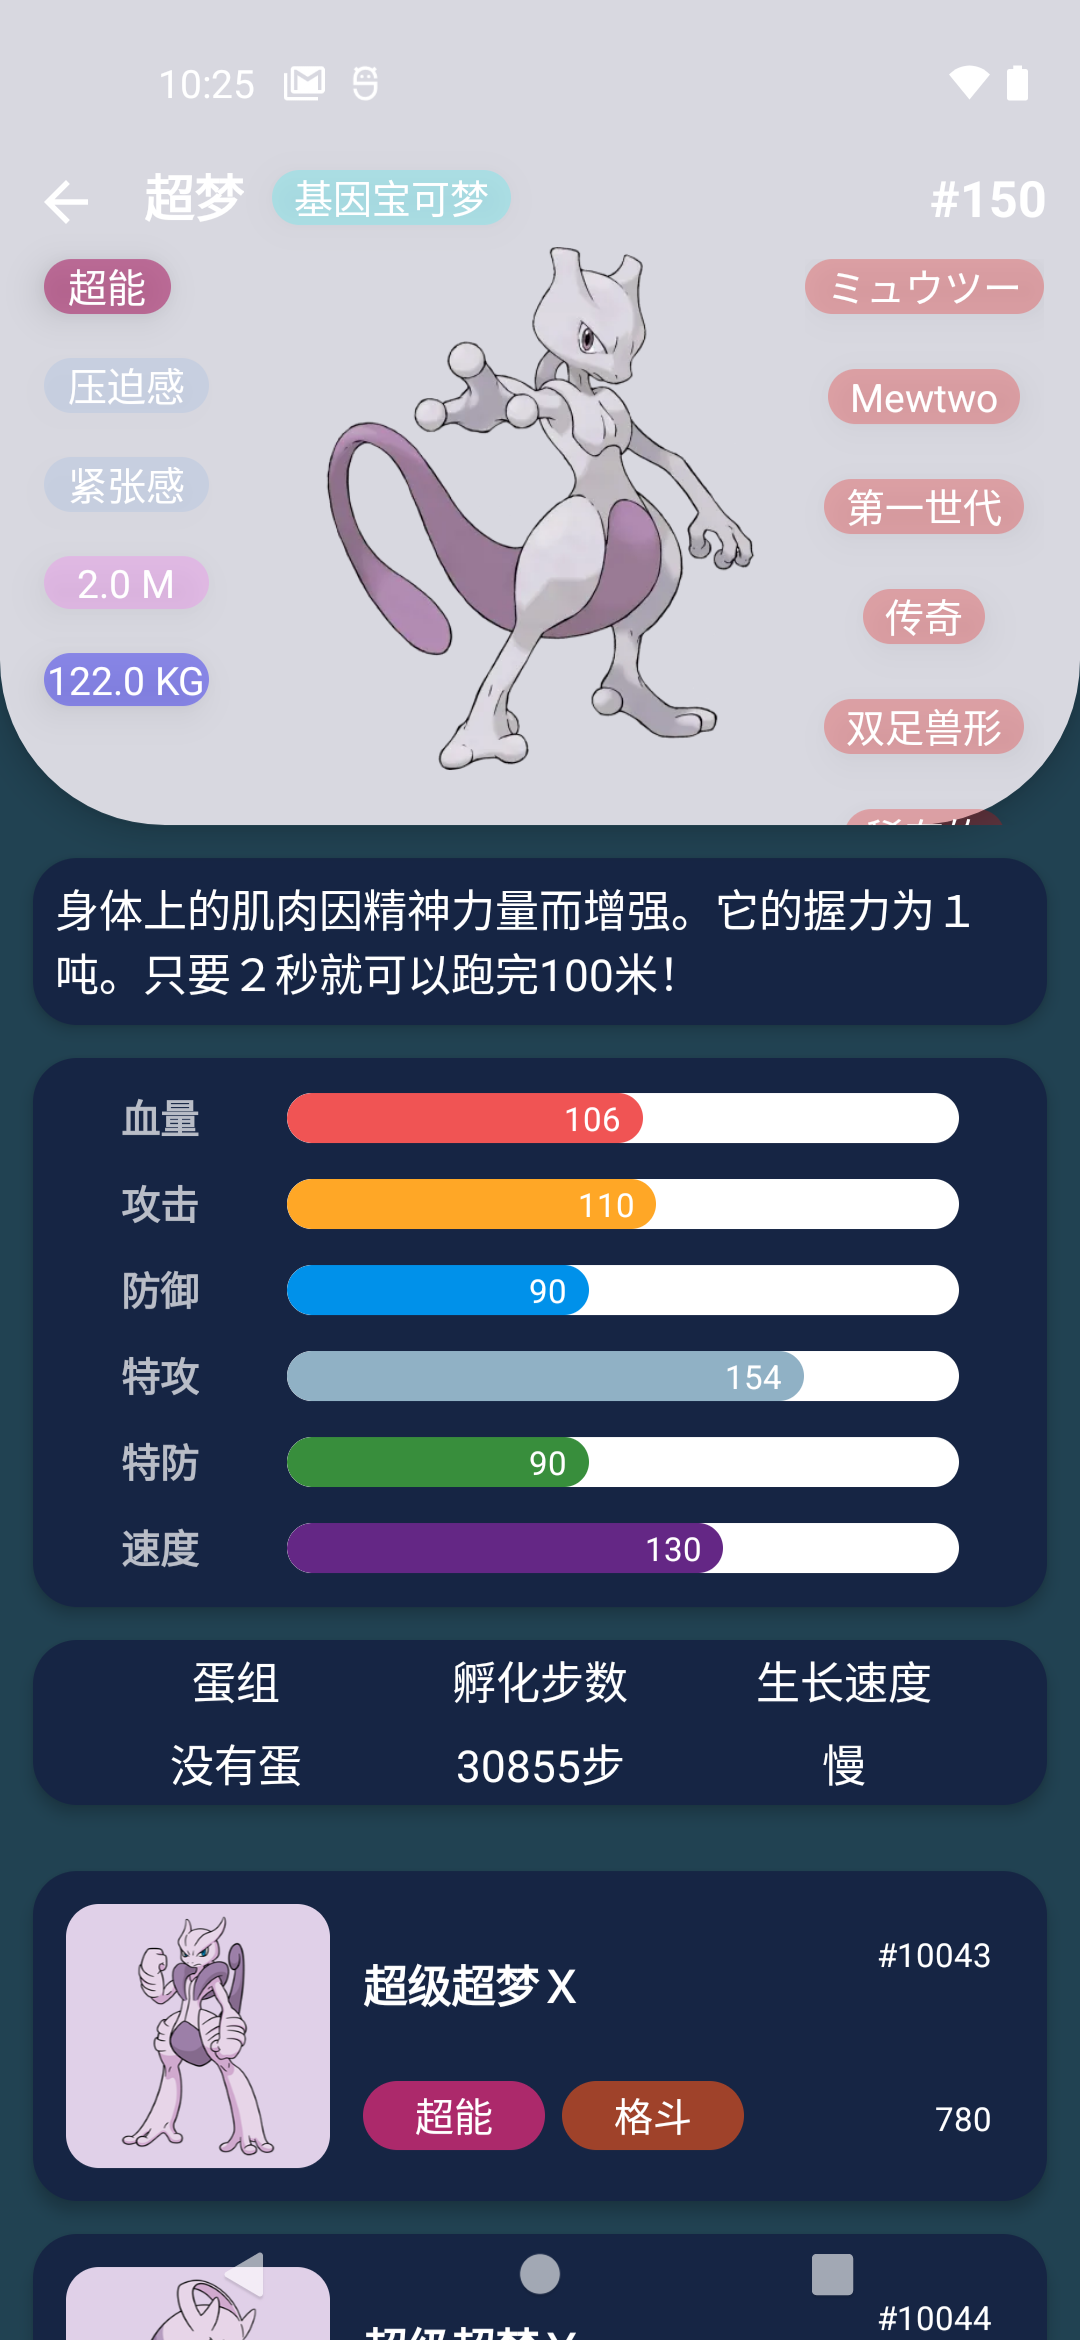 10:25
超梦
基因宝可梦
#150
超能
压迫感
紧张感
2.0 M
122.0 KG
ミュウツー
Mewtwo
第一世代
传奇
双足兽形
身体上的肌肉因精神力量而增强。它的握力为１
吨。只要２秒就可以跑完100米！
血量 106
攻击 110
防御 90
特攻 154
特防 90
速度 130
蛋组 孵化步数 生长速度
没有蛋 30855步 慢
超级超梦Ｘ
#10043
超能 格斗
780
#10044
超级超梦Ｙ